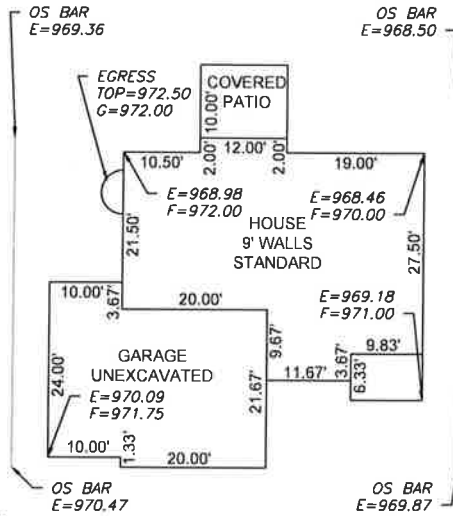 OS BAR
E=969.36
OS BAR
E=968.50
EGRESS
TOP=972.50
G=972.00
COVERED
PATIO
10.00'
10.50'
2.00'
12.00'
2.00'
19.00'
E=968.98
F=972.00
E=968.46
F=970.00
HOUSE
9' WALLS
STANDARD
21.50'
27.50'
10.00'
3.67'
20.00'
E=969.18
F=971.00
9.67'
9.83'
GARAGE
UNEXCAVATED
24.00'
21.67'
11.67'
3.67'
6.33'
E=970.09
F=971.75
10.00'
1.33'
20.00'
OS BAR
E=970.47
OS BAR
E=969.87